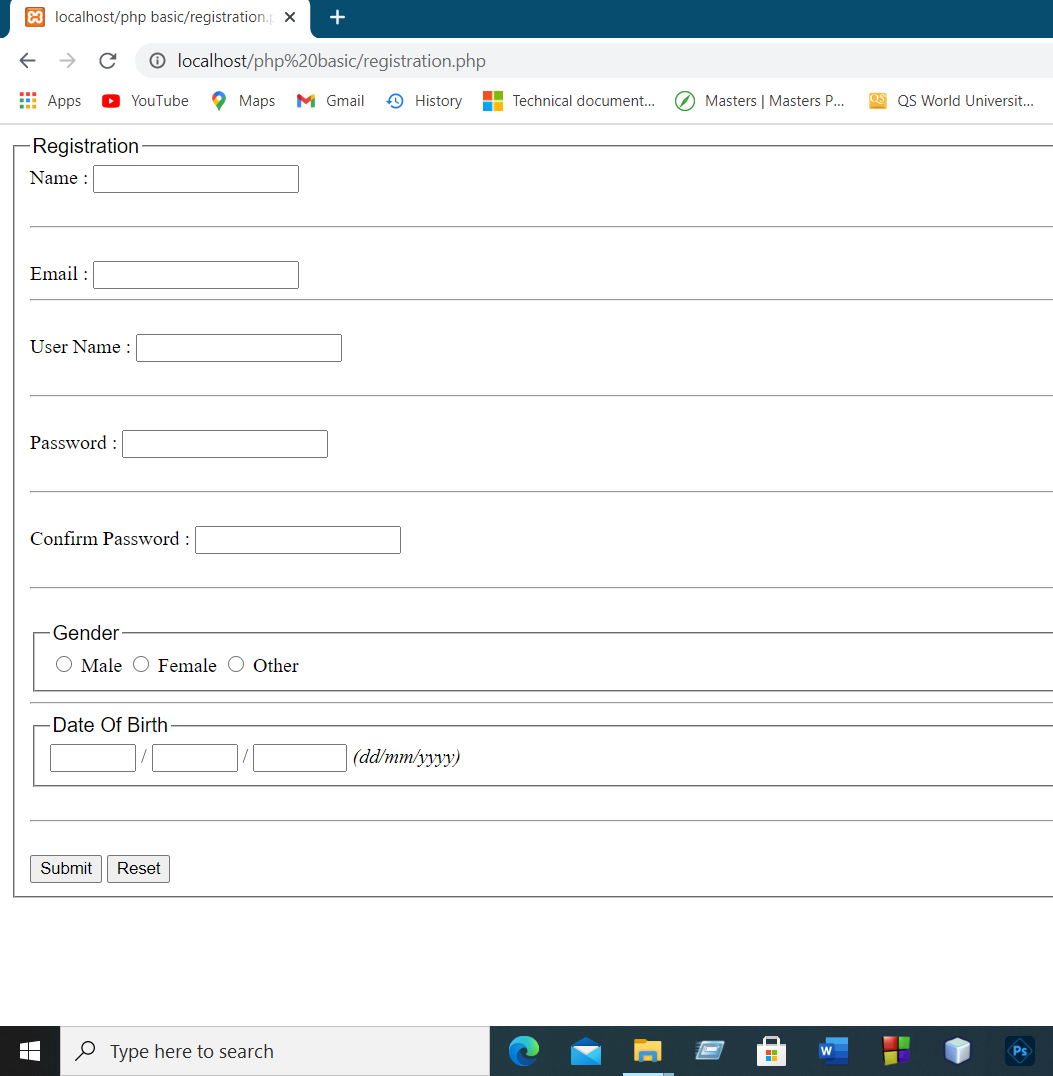 localhost/php basic/registration.p
localhost/php%20basic/registration.php
Apps YouTube Maps Gmail History Technical document... Masters | Masters P... QS QS World Universit...
Registration
Name :
Email :
User Name :
Password :
Confirm Password :
Gender
Male Female Other
Date Of Birth
/ / (dd/mm/yyyy)
Submit Reset
Type here to search W Ps